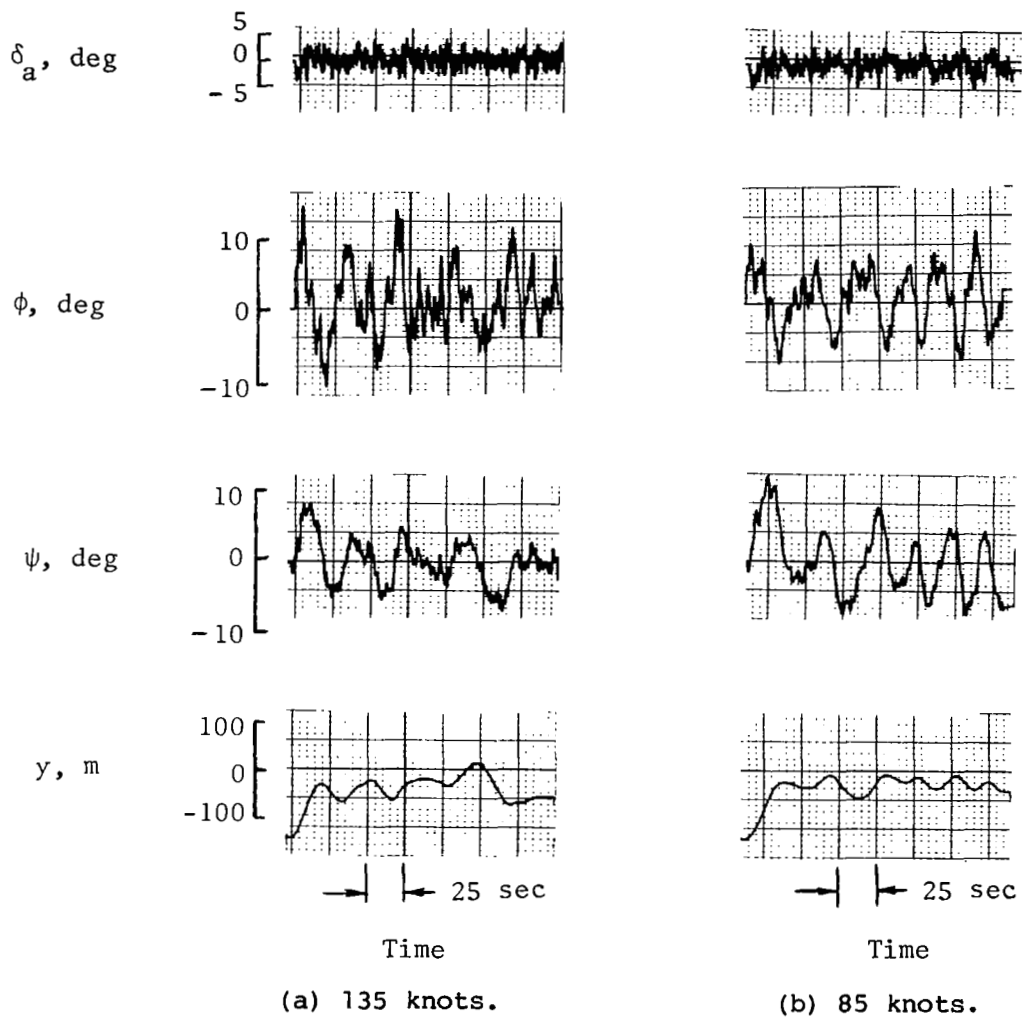 δa, deg
5
0
- 5
ϕ, deg
10
0
-10
ψ, deg
10
0
-10
y, m
100
0
-100
25 sec
25 sec
Time
Time
(a) 135 knots.
(b) 85 knots.